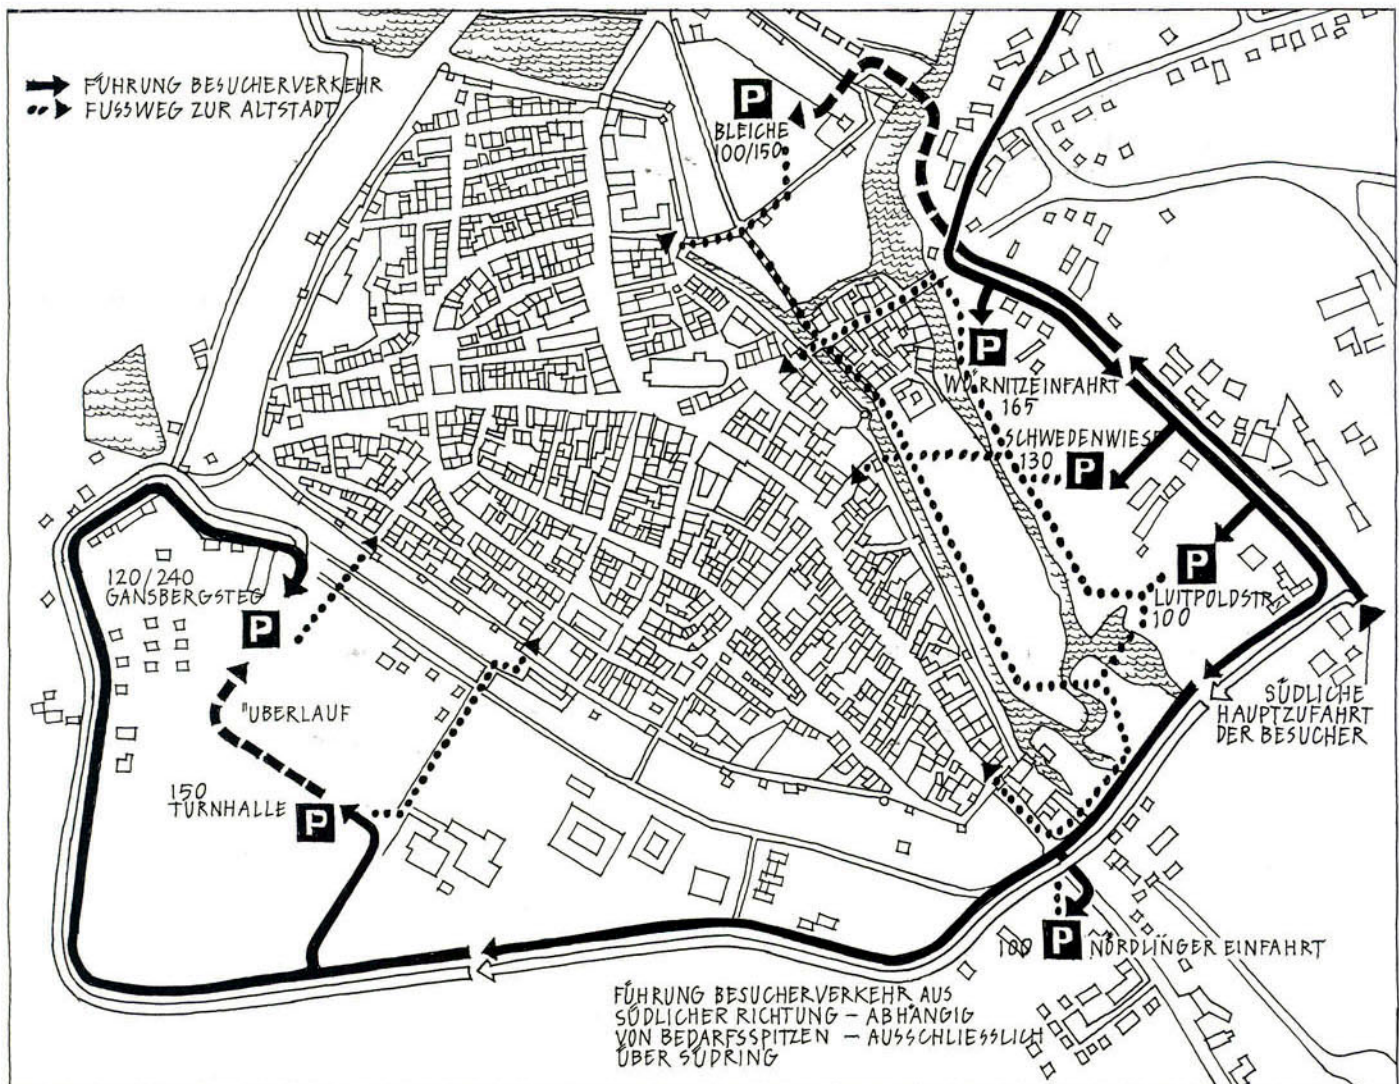 FÜHRUNG BESUCHERVERKEHR
FUSSWEG ZUR ALTSTADT
P
BLEICHE
100/150
P
WÖRNITZEINFAHRT
165
SCHWEDENWIESE
130
P
P
LUITPOLDSTR.
100
SÜDLICHE
HAUPTZUFAHRT
DER BESUCHER
120/240
GANSBERGSTEG
P
ÜBERLAUF
150
TURNHALLE
P
100
P
NÖRDLINGER EINFAHRT
FÜHRUNG BESUCHERVERKEHR AUS
SÜDLICHER RICHTUNG – ABHÄNGIG
VON BEDARFSSPITZEN – AUSSCHLIESSLICH
ÜBER SÜDRING